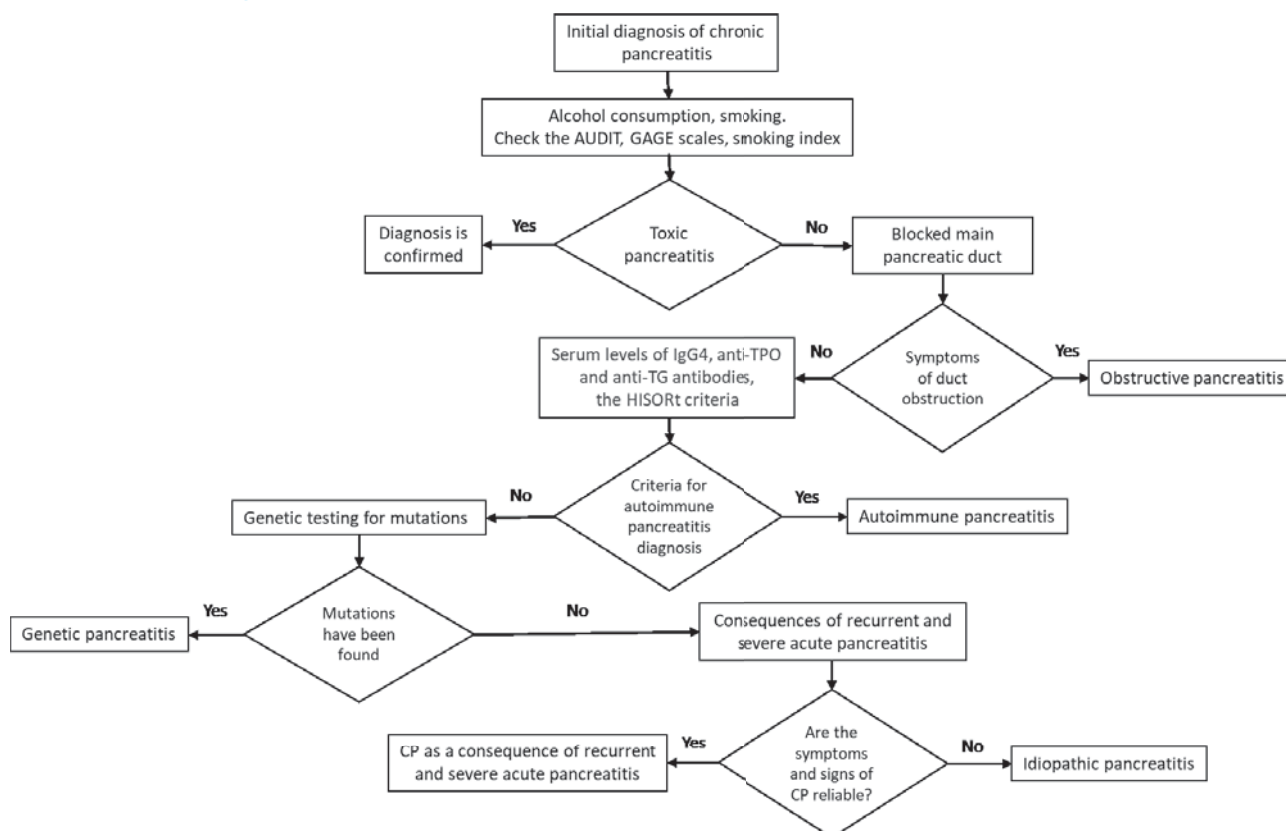 Initial diagnosis of chronic
pancreatitis
Alcohol consumption, smoking.
Check the AUDIT, GAGE scales, smoking index
Yes
No
Diagnosis is
confirmed
Toxic
pancreatitis
Blocked main
pancreatic duct
Serum levels of IgG4, anti-TPO
and anti-TG antibodies,
the HISORt criteria
No
Symptoms
of duct
obstruction
Yes
Obstructive pancreatitis
No
Genetic testing for mutations
Criteria for
autoimmune
pancreatitis
diagnosis
Yes
Autoimmune pancreatitis
Yes
Genetic pancreatitis
Mutations
have been
found
No
Consequences of recurrent and
severe acute pancreatitis
CP as a consequence of recurrent
and severe acute pancreatitis
Yes
Are the
symptoms
and signs of
CP reliable?
No
Idiopathic pancreatitis